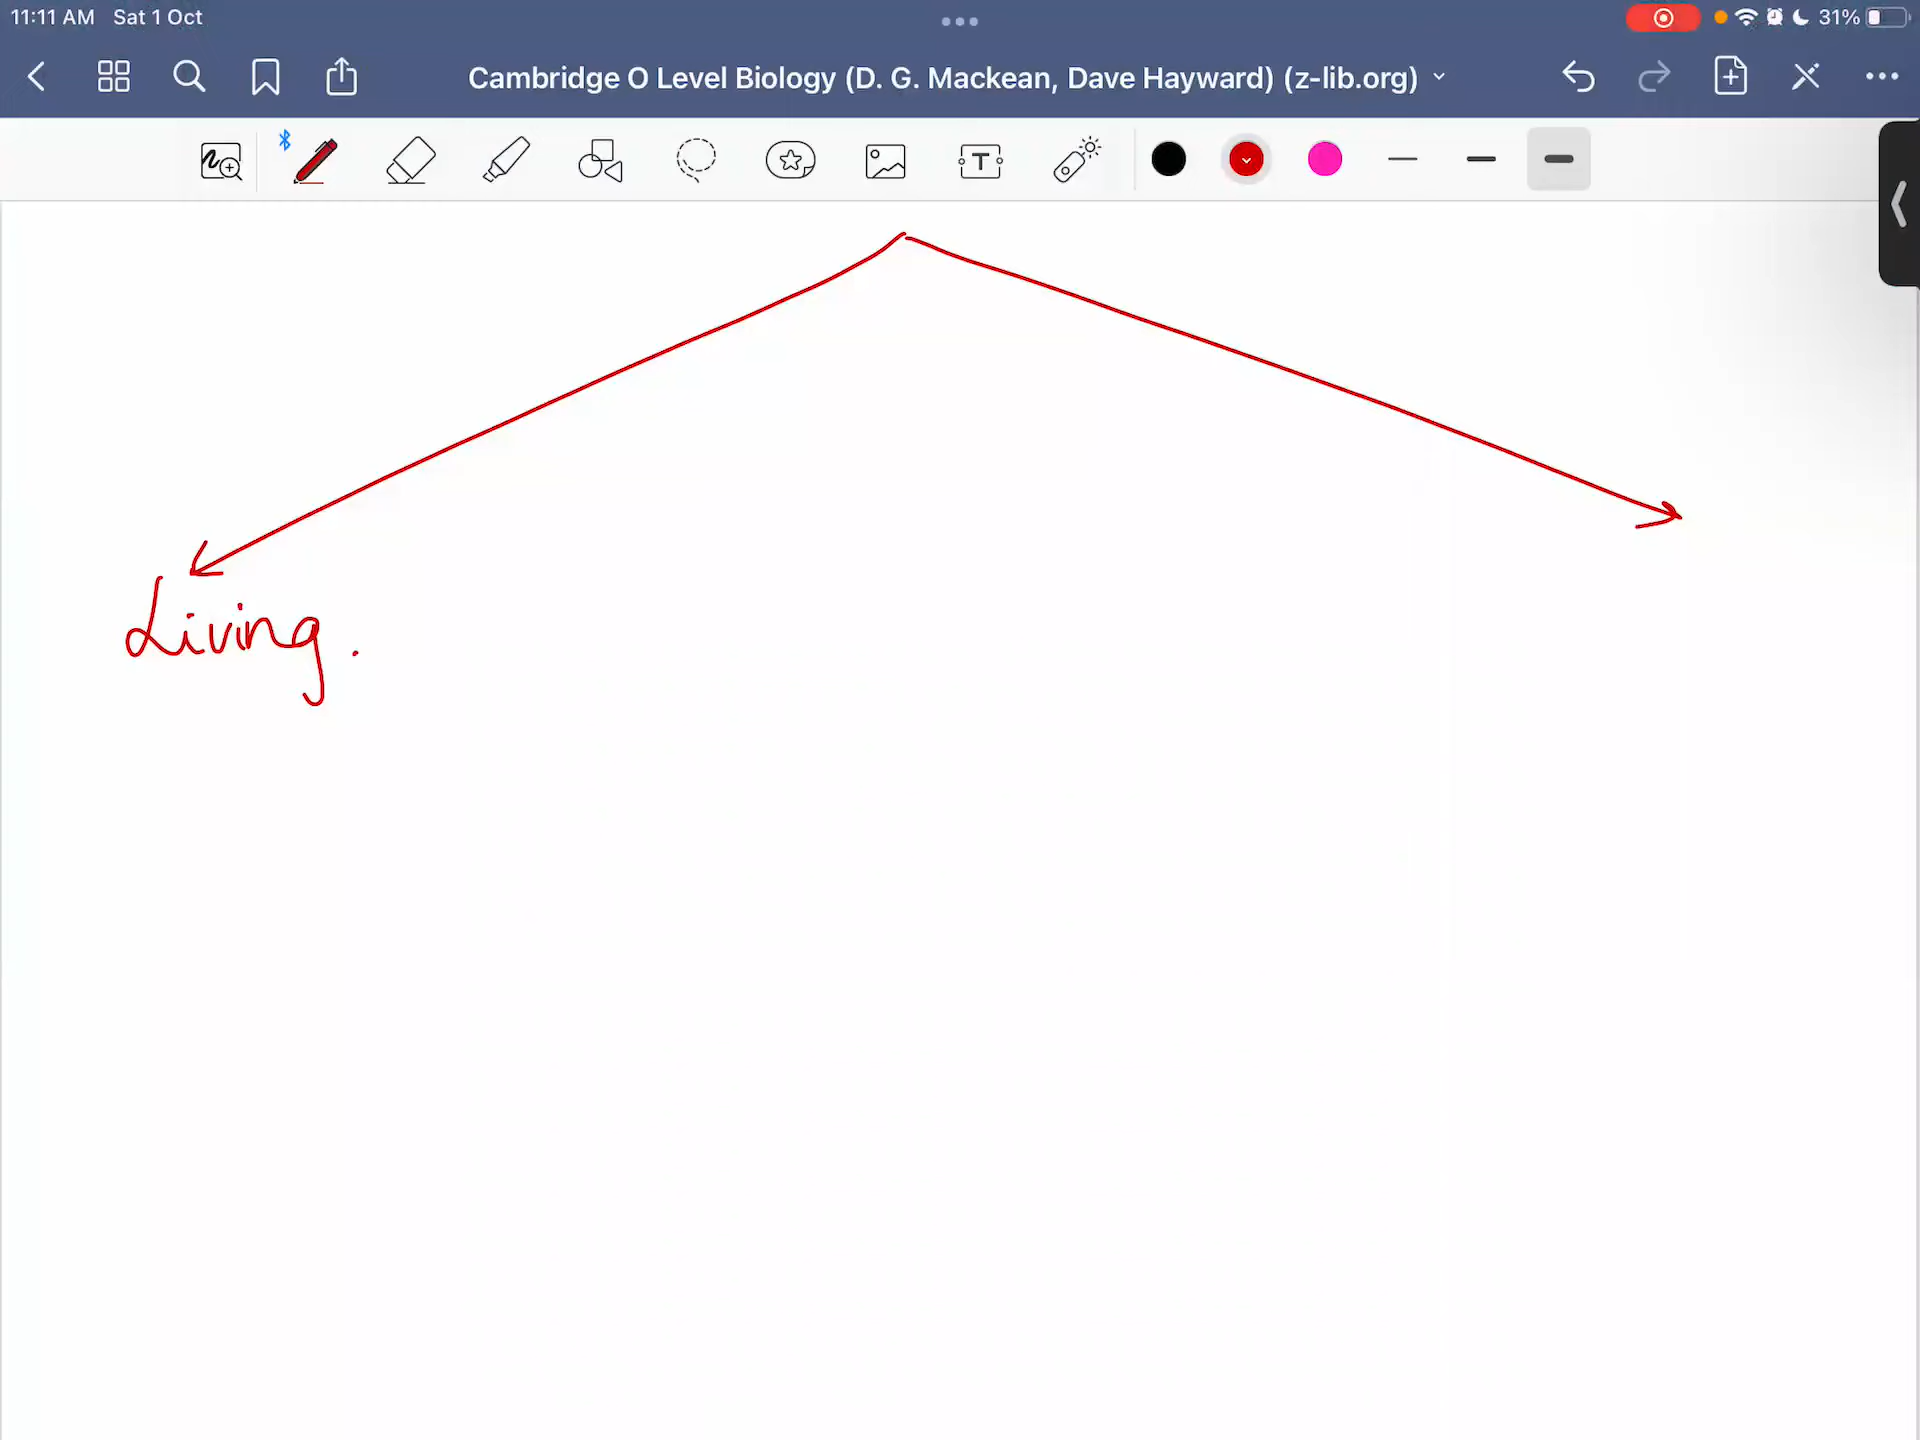 11:11 AM Sat 1 Oct
31%
Cambridge O Level Biology (D. G. Mackean, Dave Hayward) (z-lib.org)
Living.